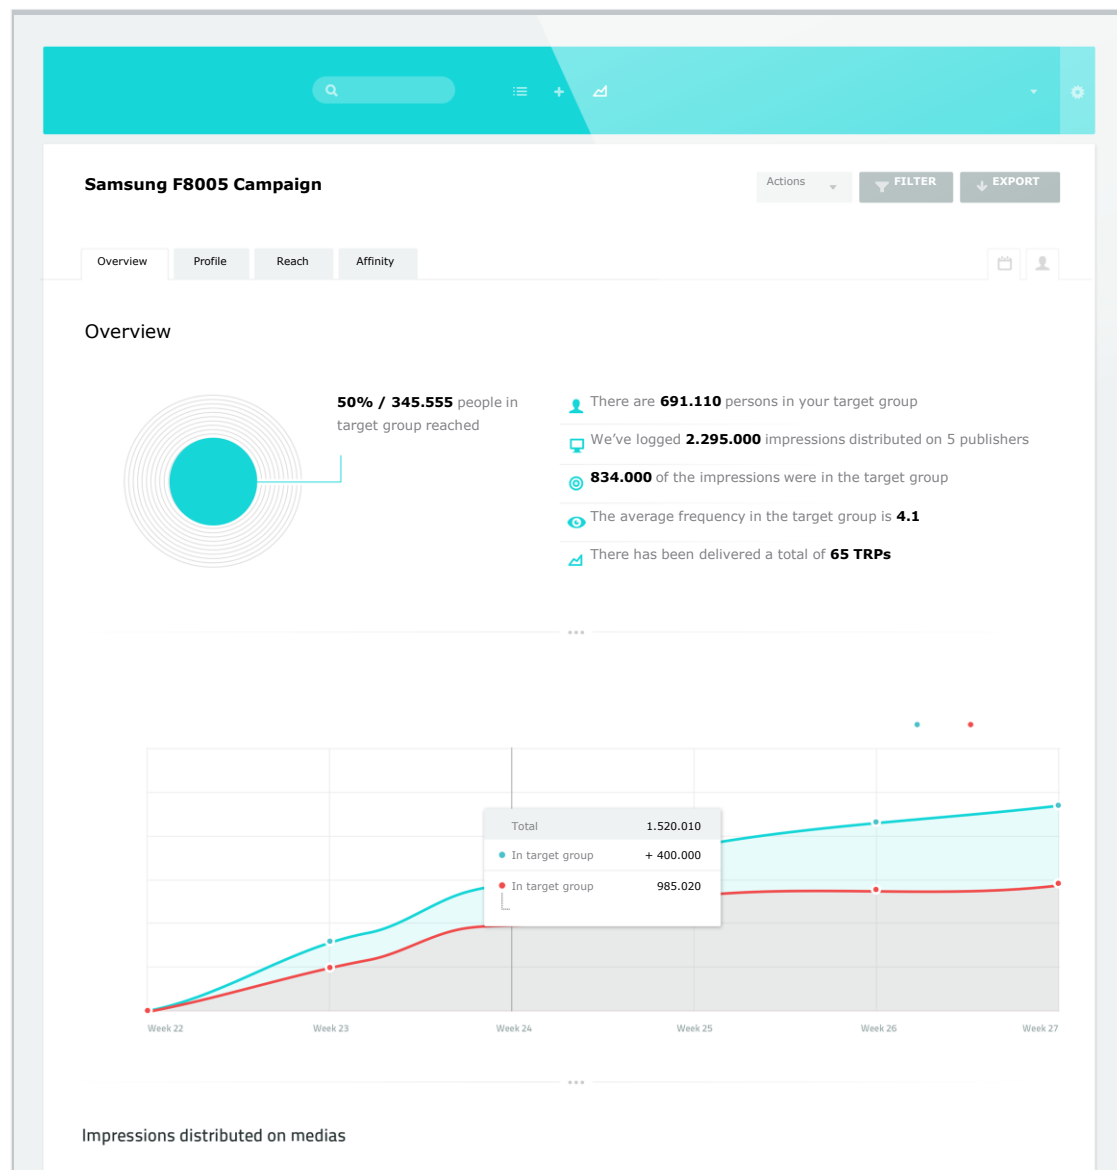 Samsung F8005 Campaign
Actions
FILTER
EXPORT
Overview
Profile
Reach
Affinity
Overview
50% / 345.555 people in
target group reached
There are 691.110 persons in your target group
We've logged 2.295.000 impressions distributed on 5 publishers
834.000 of the impressions were in the target group
The average frequency in the target group is 4.1
There has been delivered a total of 65 TRPs
Total 1.520.010
In target group + 400.000
In target group 985.020
Week 22
Week 23
Week 24
Week 25
Week 26
Week 27
Impressions distributed on medias